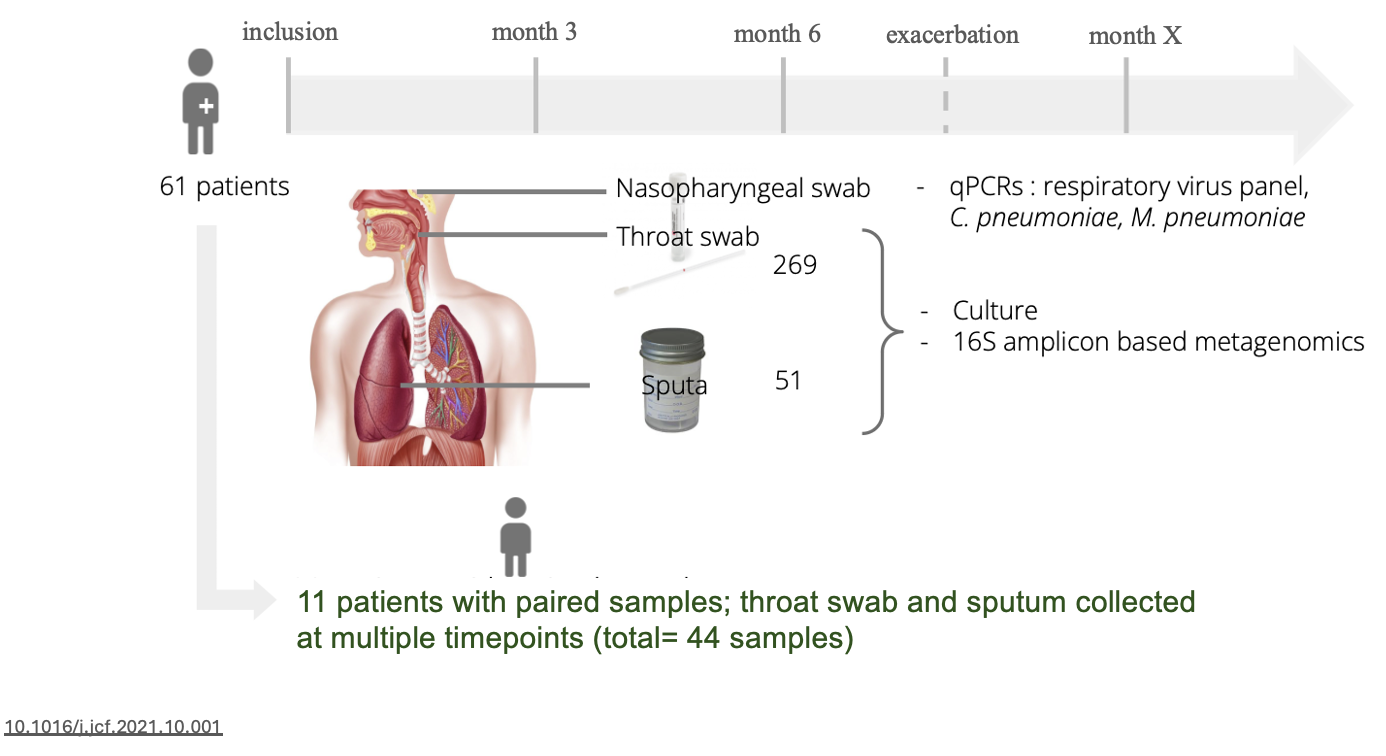 inclusion
month 3
month 6
exacerbation
month X
61 patients
Nasopharyngeal swab
Throat swab
269
Sputa
51
- qPCRs : respiratory virus panel,
C. pneumoniae, M. pneumoniae
- Culture
- 16S amplicon based metagenomics
11 patients with paired samples; throat swab and sputum collected
at multiple timepoints (total= 44 samples)
10.1016/j.jcf.2021.10.001